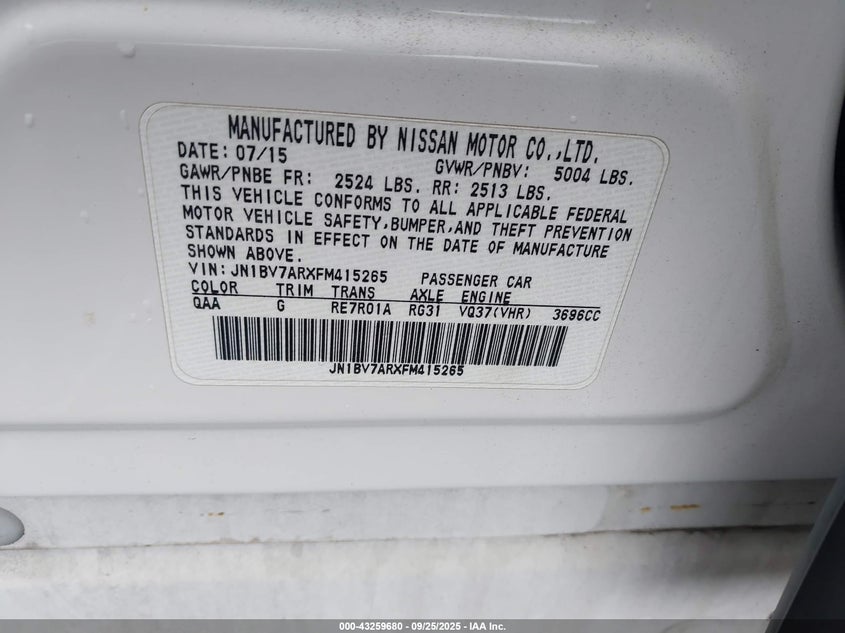 MANUFACTURED BY NISSAN MOTOR CO.,LTD.
DATE: 07/15 GVWR/PNBV: 5004 LBS.
GAWR/PNBE FR: 2524 LBS. RR: 2513 LBS.
THIS VEHICLE CONFORMS TO ALL APPLICABLE FEDERAL
MOTOR VEHICLE SAFETY,BUMPER,AND THEFT PREVENTION
STANDARDS IN EFFECT ON THE DATE OF MANUFACTURE
SHOWN ABOVE.
VIN:JN1BV7ARXFM415265 PASSENGER CAR
COLOR TRIM TRANS AXLE ENGINE
QAA G RE7R01A RG31 VQ37(VHR) 3696CC
JN1BV7ARXFM415265
000-43259680 - 09/25/2025 - IAA Inc.